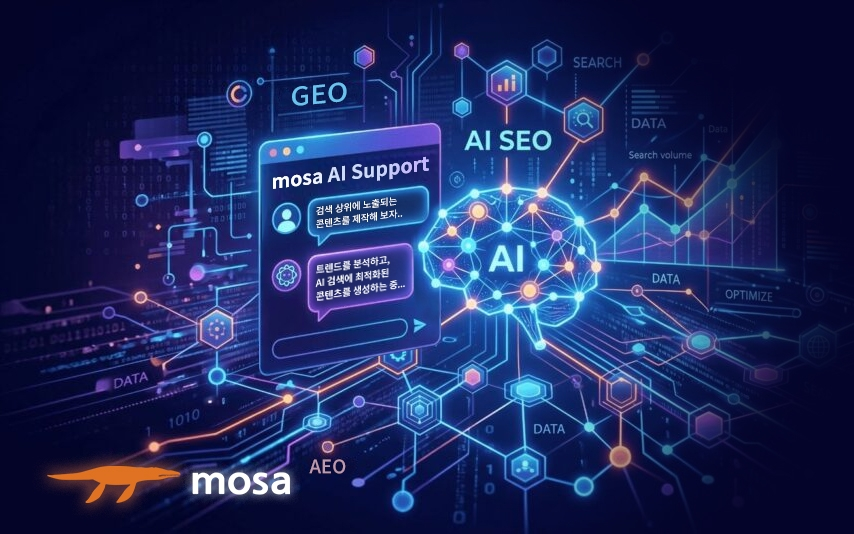 GEO
SEARCH
AI SEO
DATA
Data
Search volume
mosa AI Support
검색 상위에 노출되는
콘텐츠를 제작해 보자..
트렌드를 분석하고,
AI 검색에 최적화된
콘텐츠를 생성하는 중...
AI
DATA
OPTIMIZE
DATA
1 1010
DATA
AEO
mosa